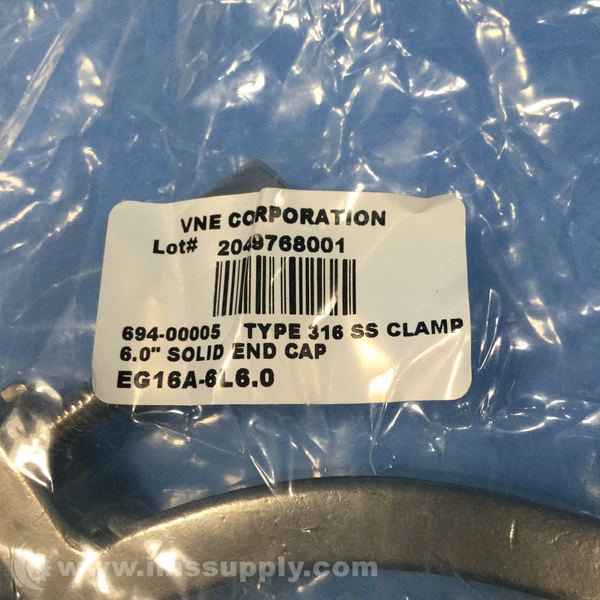 VNE CORPORATION
Lot# 2049768001
694-00005 TYPE 316 SS CLAMP
6.0" SOLID END CAP
EG16A-6L6.0
© www.imssupply.com